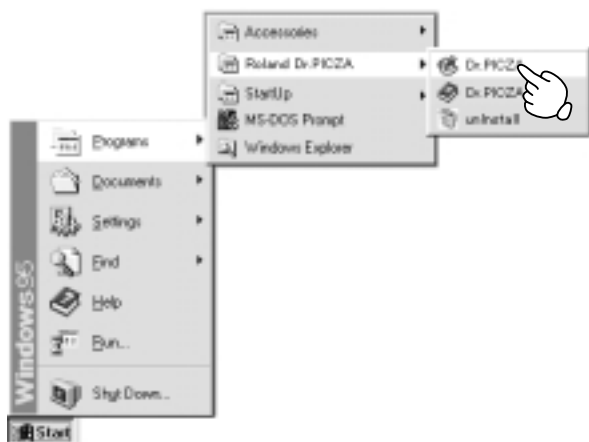 Accessories
Roland Dr.PICZA
StartUp
MS-DOS Prompt
Windows Explorer
Dr.PICZA
Dr.PICZA
unInstall
Programs
Documents
Settings
Find
Help
Run...
Shut Down...
Windows95
Start